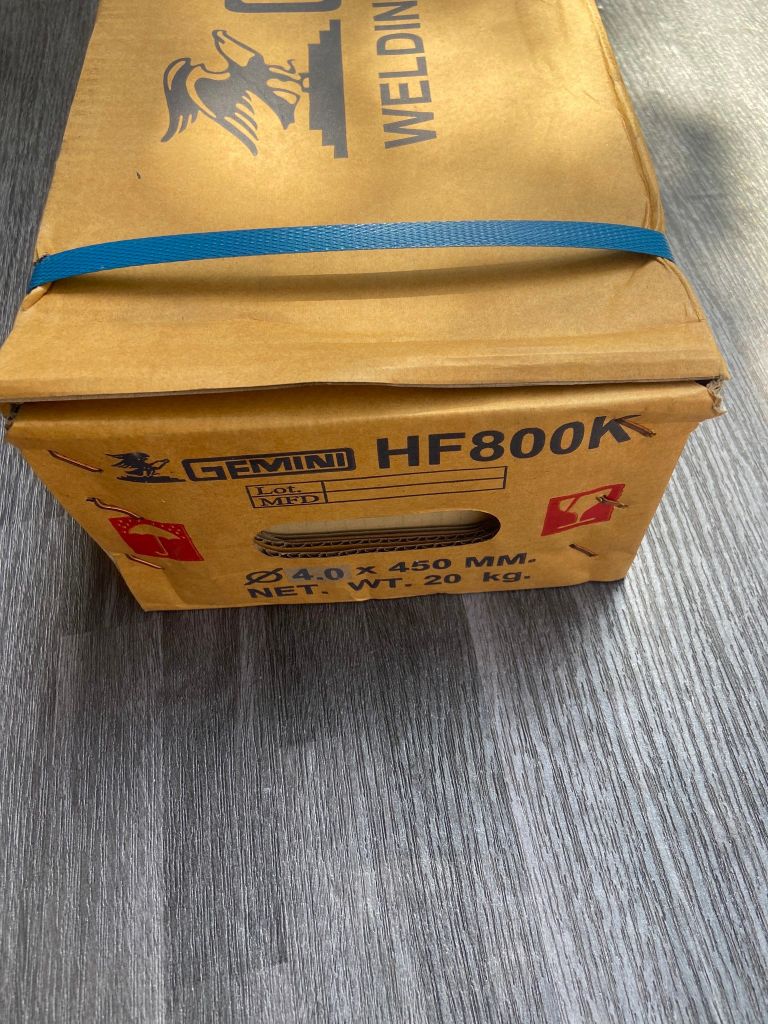 WELDIN
GEMINI HF800K
Lot.
MFD
Ø 4.0 x 450 MM.
NET. WT. 20 kg.